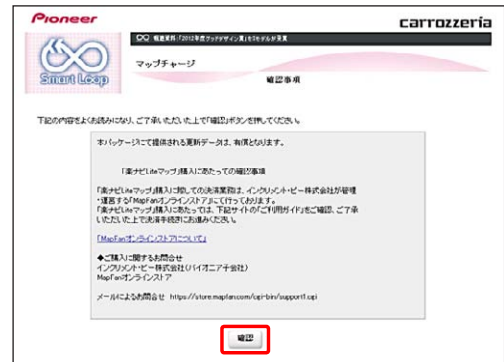 Pioneer
carrozzeria
報道資料:「2012年度グッドデザイン賞」を3モデルが受賞
Smart Loop
マップチャージ
確認事項
下記の内容をよくお読みになり、ご了承いただいた上で「確認」ボタンを押してください。
本パッケージにて提供される更新データは、有償となります。
「楽ナビLiteマップ」購入にあたっての確認事項
「楽ナビLiteマップ」購入に際しての決済業務は、インクリメント・ピー株式会社が管理
・運営する「MapFanオンラインストア」にて行っております。
「楽ナビLiteマップ」購入にあたっては、下記サイトの「ご利用ガイド」をご確認、ご了承
いただいた上で決済手続きにお進みください。
「MapFanオンラインストアについて」
◆ご購入に関するお問合せ
インクリメント・ピー株式会社(パイオニア子会社)
MapFanオンラインストア
メールによるお問合せ https://store.mapfan.com/cgi-bin/support1.cgi
確認